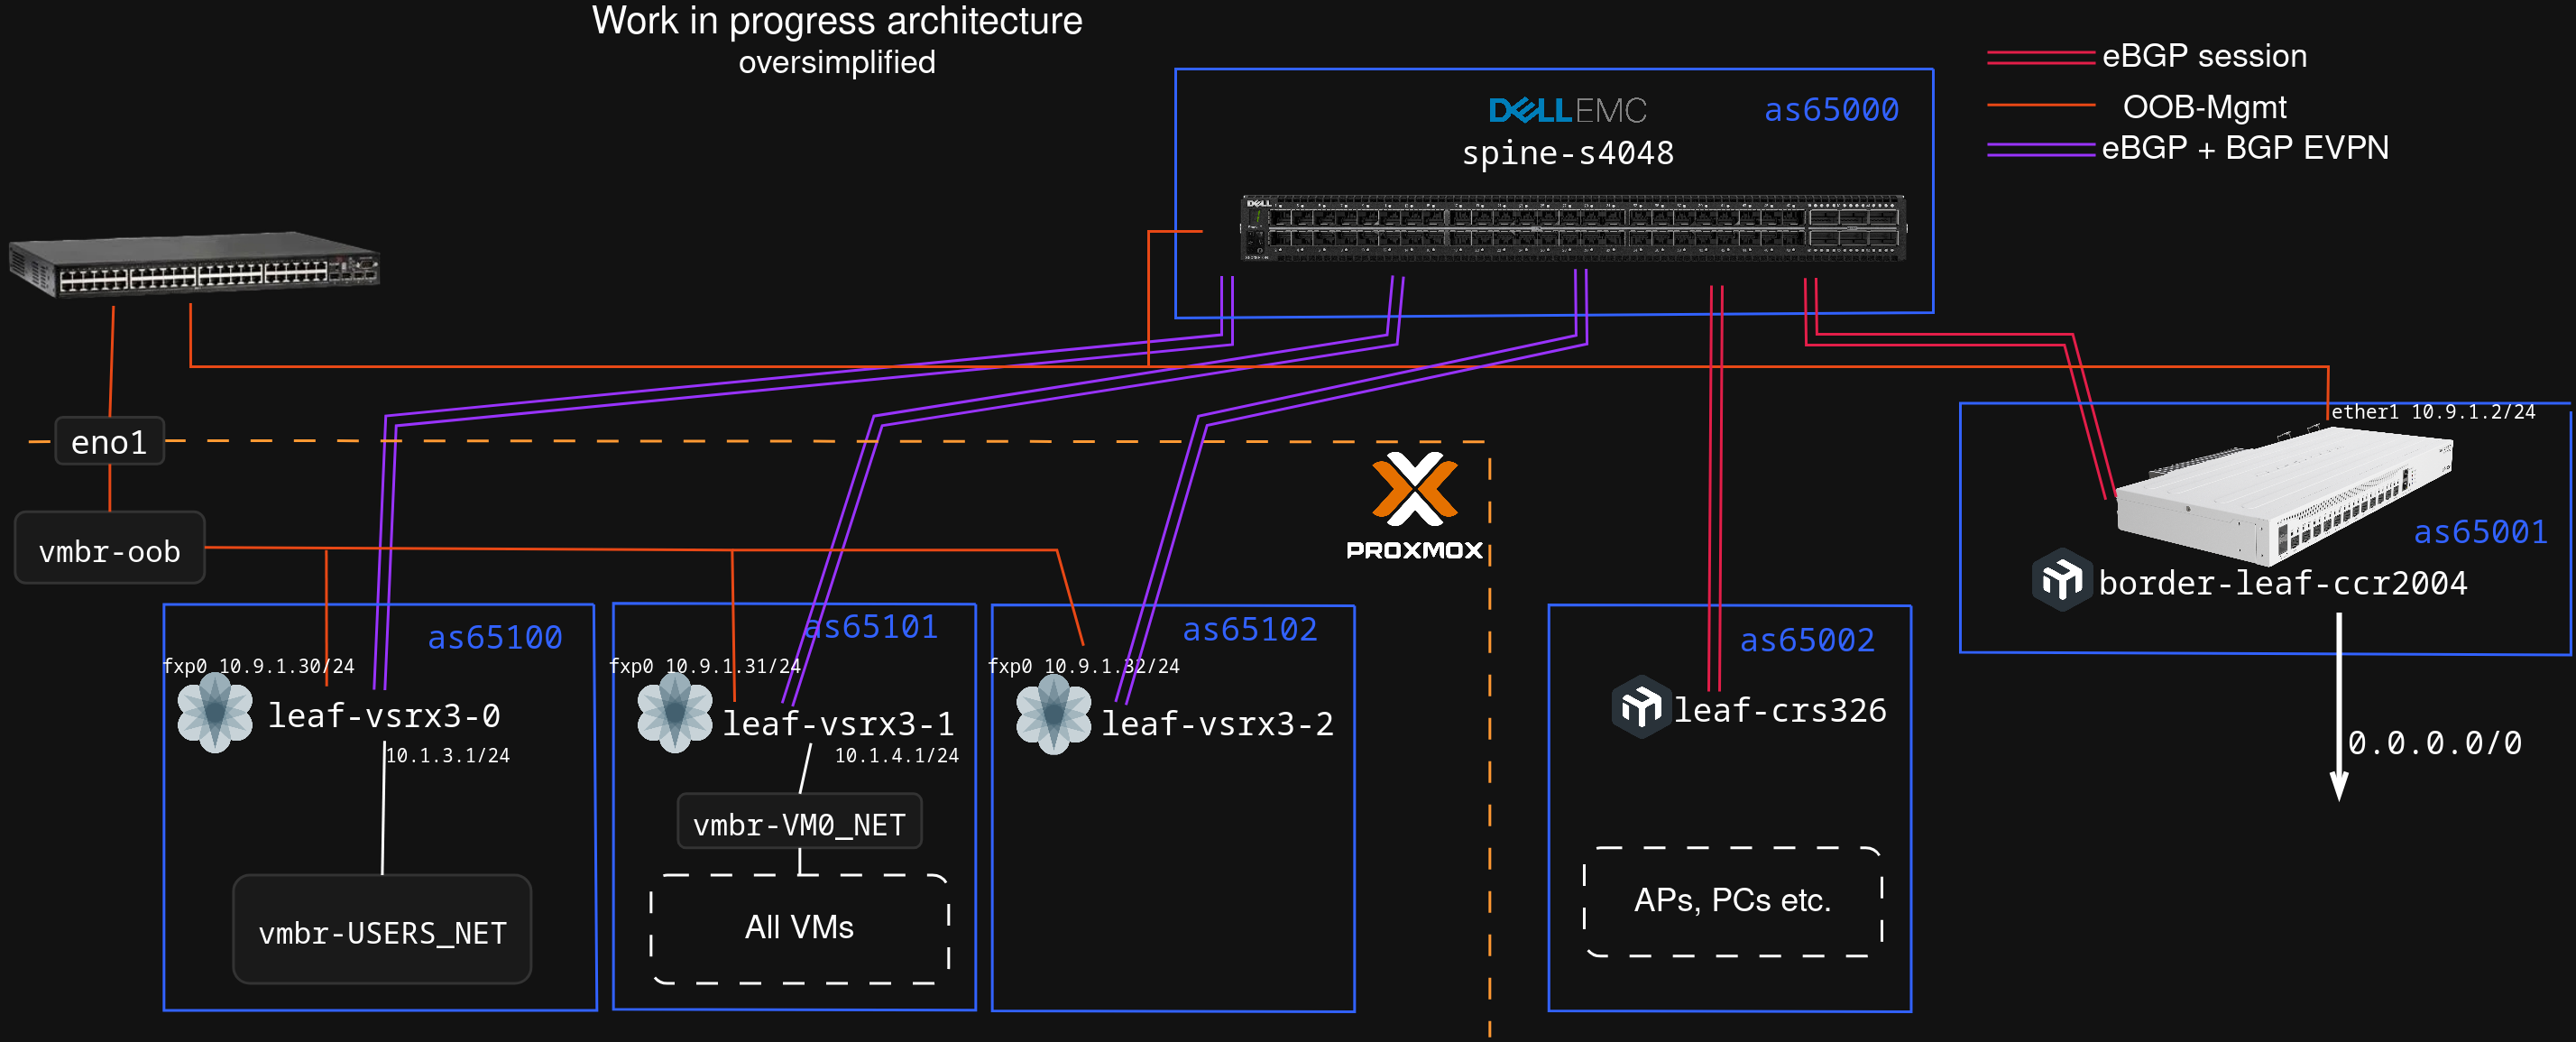 Work in progress architecture
oversimplified
eBGP session
OOB-Mgmt
eBGP + BGP EVPN
DELLEMC
as65000
spine-s4048
DELL
eno1
vmbr-oob
PROXMOX
ether1 10.9.1.2/24
as65001
border-leaf-ccr2004
0.0.0.0/0
as65100
fxp0 10.9.1.30/24
leaf-vsrx3-0
10.1.3.1/24
vmbr-USERS_NET
as65101
fxp0 10.9.1.31/24
leaf-vsrx3-1
10.1.4.1/24
vmbr-VM0_NET
All VMs
as65102
fxp0 10.9.1.32/24
leaf-vsrx3-2
as65002
leaf-crs326
APs, PCs etc.